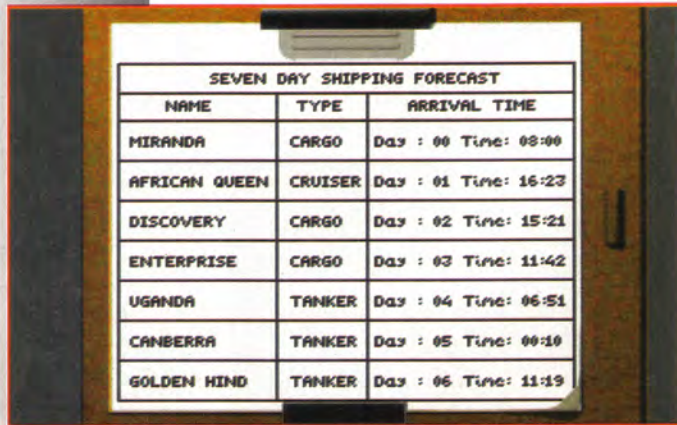 SEVEN DAY SHIPPING FORECAST
NAME TYPE ARRIVAL TIME
MIRANDA CARGO Day : 00 Time: 08:00
AFRICAN QUEEN CRUISER Day : 01 Time: 16:23
DISCOVERY CARGO Day : 02 Time: 15:21
ENTERPRISE CARGO Day : 03 Time: 11:42
UGANDA TANKER Day : 04 Time: 06:51
CANBERRA TANKER Day : 05 Time: 00:10
GOLDEN HIND TANKER Day : 06 Time: 11:19